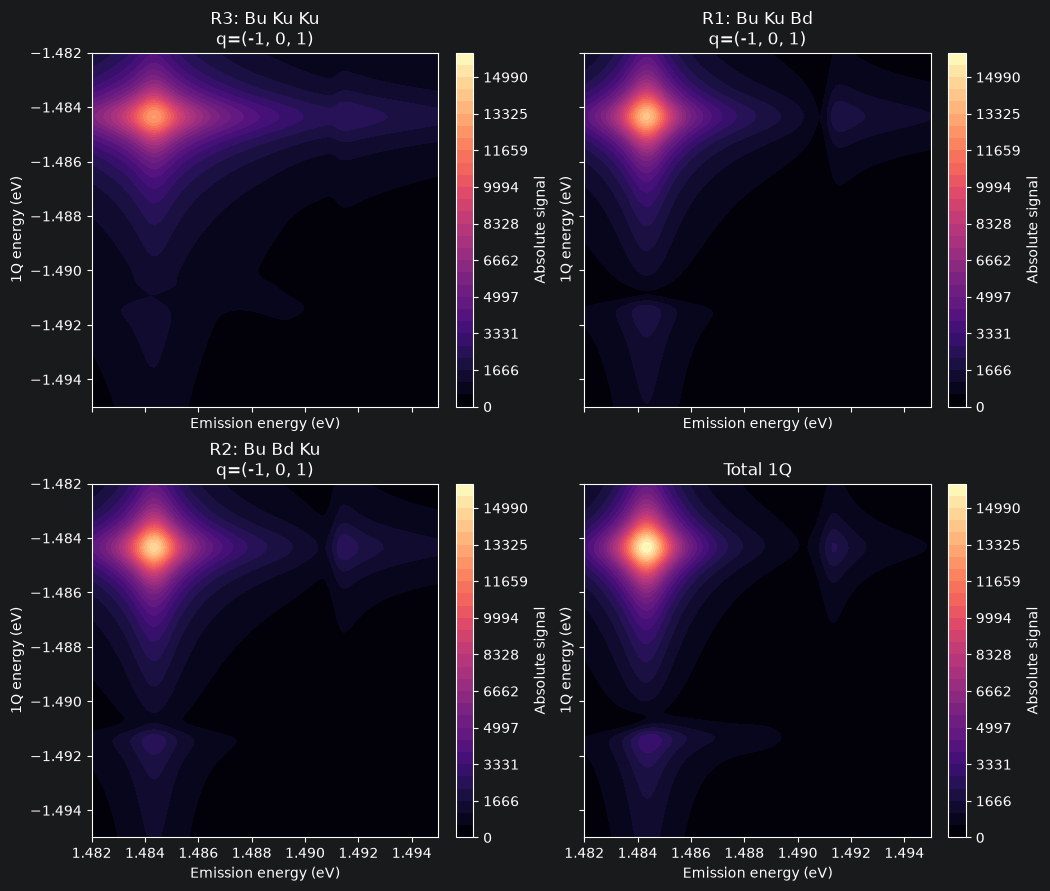 R3: Bu Ku Ku
q=(-1, 0, 1)
−1.482
−1.484
−1.486
−1.488
−1.490
−1.492
−1.494
1Q energy (eV)
Emission energy (eV)
14990
13325
11659
9994
8328
6662
4997
3331
1666
0
Absolute signal
R1: Bu Ku Bd
q=(-1, 0, 1)
1Q energy (eV)
Emission energy (eV)
14990
13325
11659
9994
8328
6662
4997
3331
1666
0
Absolute signal
R2: Bu Bd Ku
q=(-1, 0, 1)
−1.482
−1.484
−1.486
−1.488
−1.490
−1.492
−1.494
1Q energy (eV)
1.482 1.484 1.486 1.488 1.490 1.492 1.494
Emission energy (eV)
14990
13325
11659
9994
8328
6662
4997
3331
1666
0
Absolute signal
Total 1Q
1Q energy (eV)
1.482 1.484 1.486 1.488 1.490 1.492 1.494
Emission energy (eV)
14990
13325
11659
9994
8328
6662
4997
3331
1666
0
Absolute signal